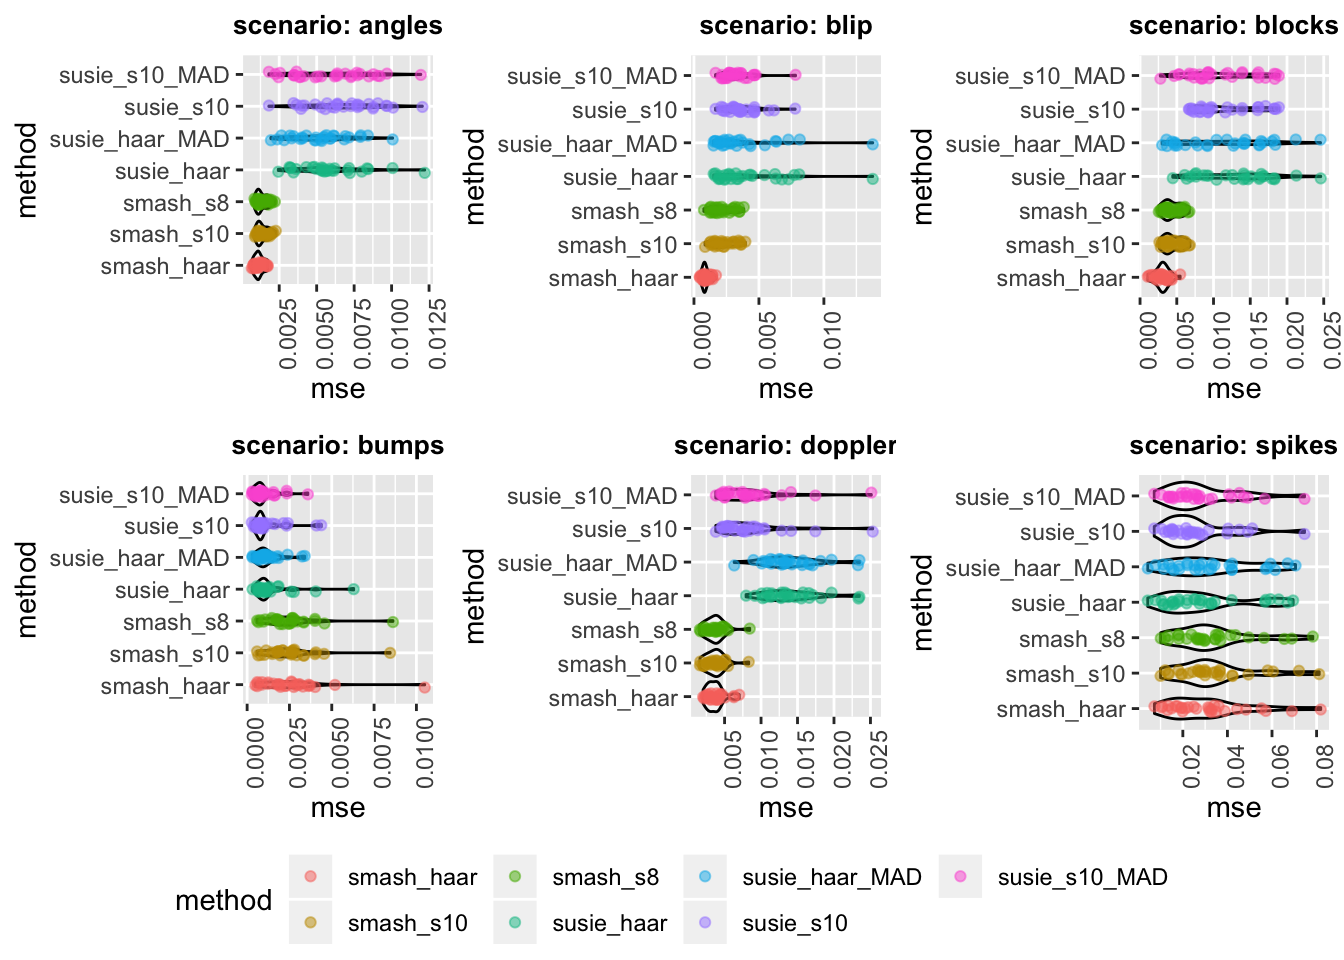 scenario: angles
susie_s10_MAD
susie_s10
susie_haar_MAD
susie_haar
smash_s8
smash_s10
smash_haar
method
0.0025
0.0050
0.0075
0.0100
0.0125
mse
scenario: blip
susie_s10_MAD
susie_s10
susie_haar_MAD
susie_haar
smash_s8
smash_s10
smash_haar
method
0.000
0.005
0.010
mse
scenario: blocks
susie_s10_MAD
susie_s10
susie_haar_MAD
susie_haar
smash_s8
smash_s10
smash_haar
method
0.000
0.005
0.010
0.015
0.020
0.025
mse
scenario: bumps
susie_s10_MAD
susie_s10
susie_haar_MAD
susie_haar
smash_s8
smash_s10
smash_haar
method
0.0000
0.0025
0.0050
0.0075
0.0100
mse
scenario: doppler
susie_s10_MAD
susie_s10
susie_haar_MAD
susie_haar
smash_s8
smash_s10
smash_haar
method
0.005
0.010
0.015
0.020
0.025
mse
scenario: spikes
susie_s10_MAD
susie_s10
susie_haar_MAD
susie_haar
smash_s8
smash_s10
smash_haar
method
0.02
0.04
0.06
0.08
mse
method
smash_haar
smash_s8
susie_haar_MAD
susie_s10_MAD
smash_s10
susie_haar
susie_s10